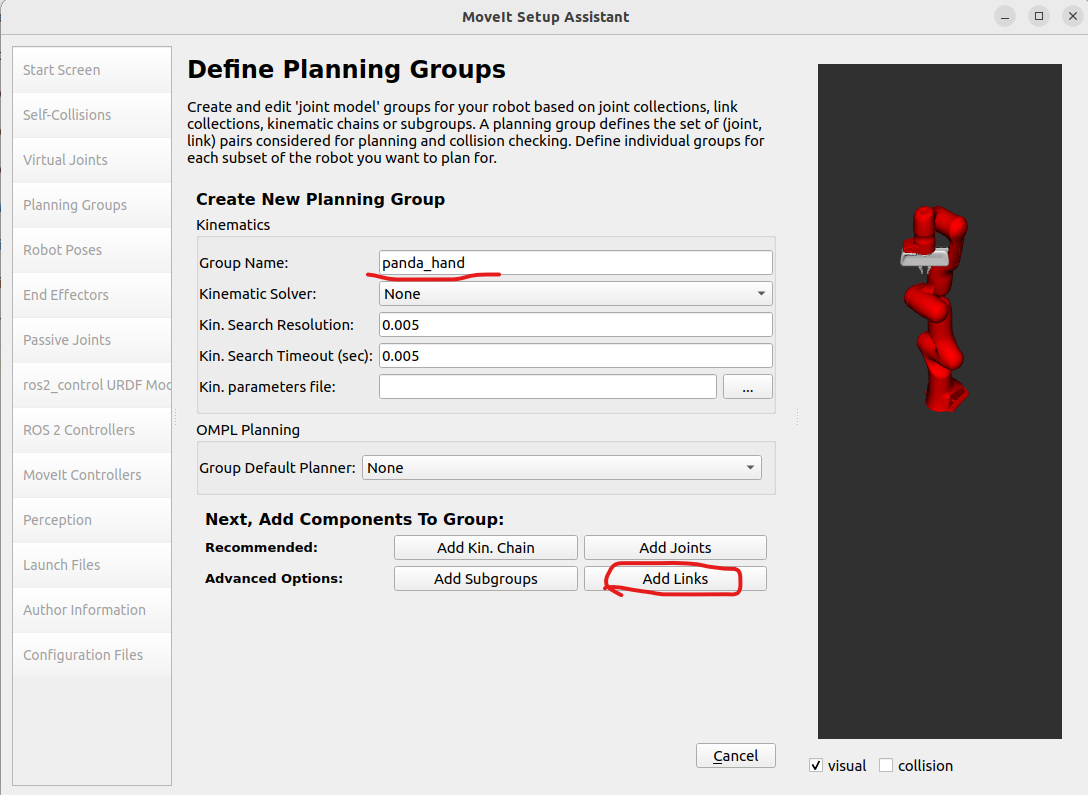 MoveIt Setup Assistant
Start Screen
Self-Collisions
Virtual Joints
Planning Groups
Robot Poses
End Effectors
Passive Joints
ros2_control URDF Moc
ROS 2 Controllers
MoveIt Controllers
Perception
Launch Files
Author Information
Configuration Files
Define Planning Groups
Create and edit 'joint model' groups for your robot based on joint collections, link
collections, kinematic chains or subgroups. A planning group defines the set of (joint,
link) pairs considered for planning and collision checking. Define individual groups for
each subset of the robot you want to plan for.
Create New Planning Group
Kinematics
Group Name: panda_hand
Kinematic Solver: None
Kin. Search Resolution: 0.005
Kin. Search Timeout (sec): 0.005
Kin. parameters file: ...
OMPL Planning
Group Default Planner: None
Next, Add Components To Group:
Recommended: Add Kin. Chain Add Joints
Advanced Options: Add Subgroups Add Links
Cancel
visual collision